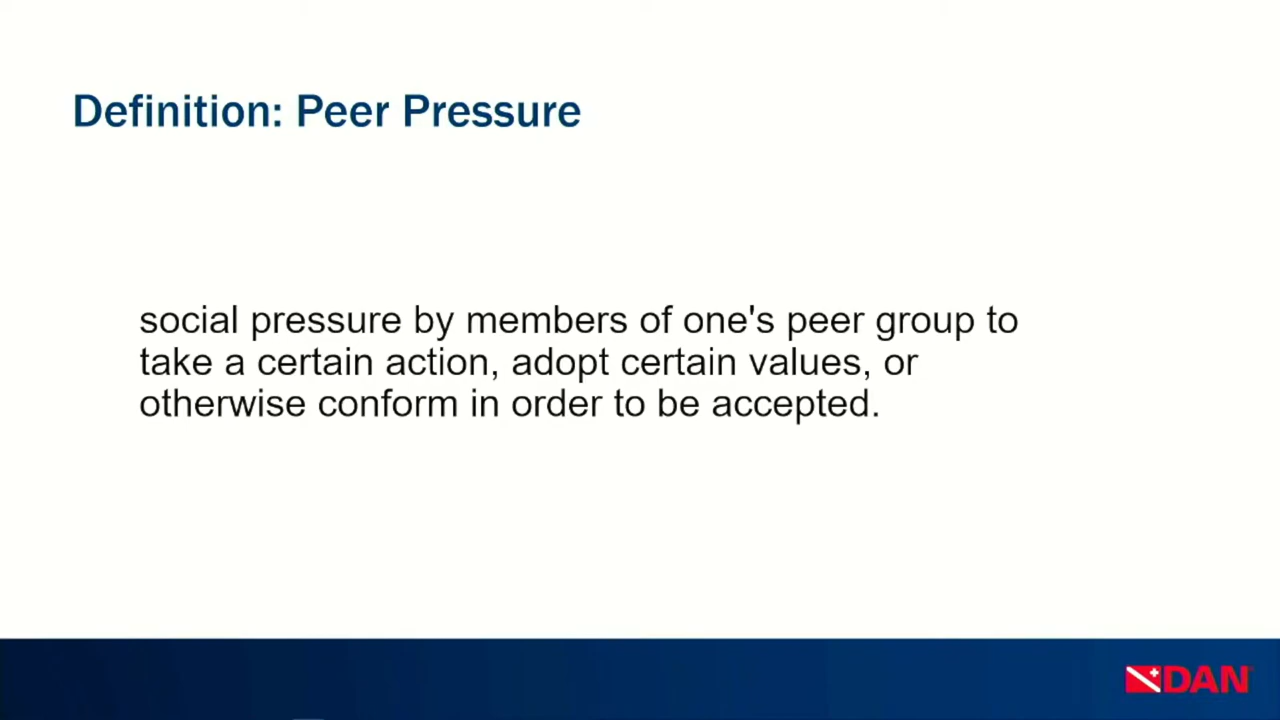 Definition: Peer Pressure
social pressure by members of one's peer group to
take a certain action, adopt certain values, or
otherwise conform in order to be accepted.
DAN